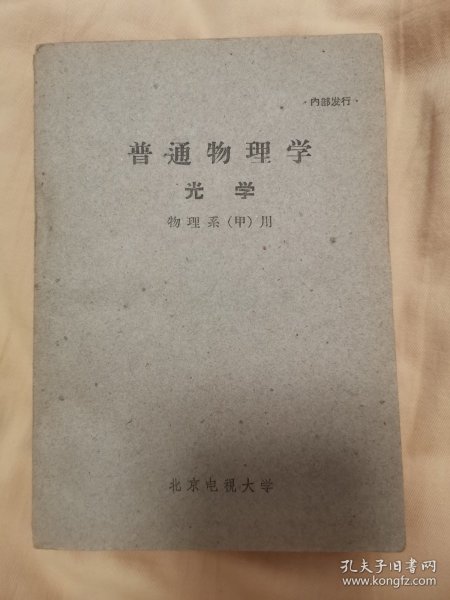 ·内部发行·
普通物理学
光学
物理系(甲)用
北京电视大学
孔夫子旧书网
www.kongfz.com